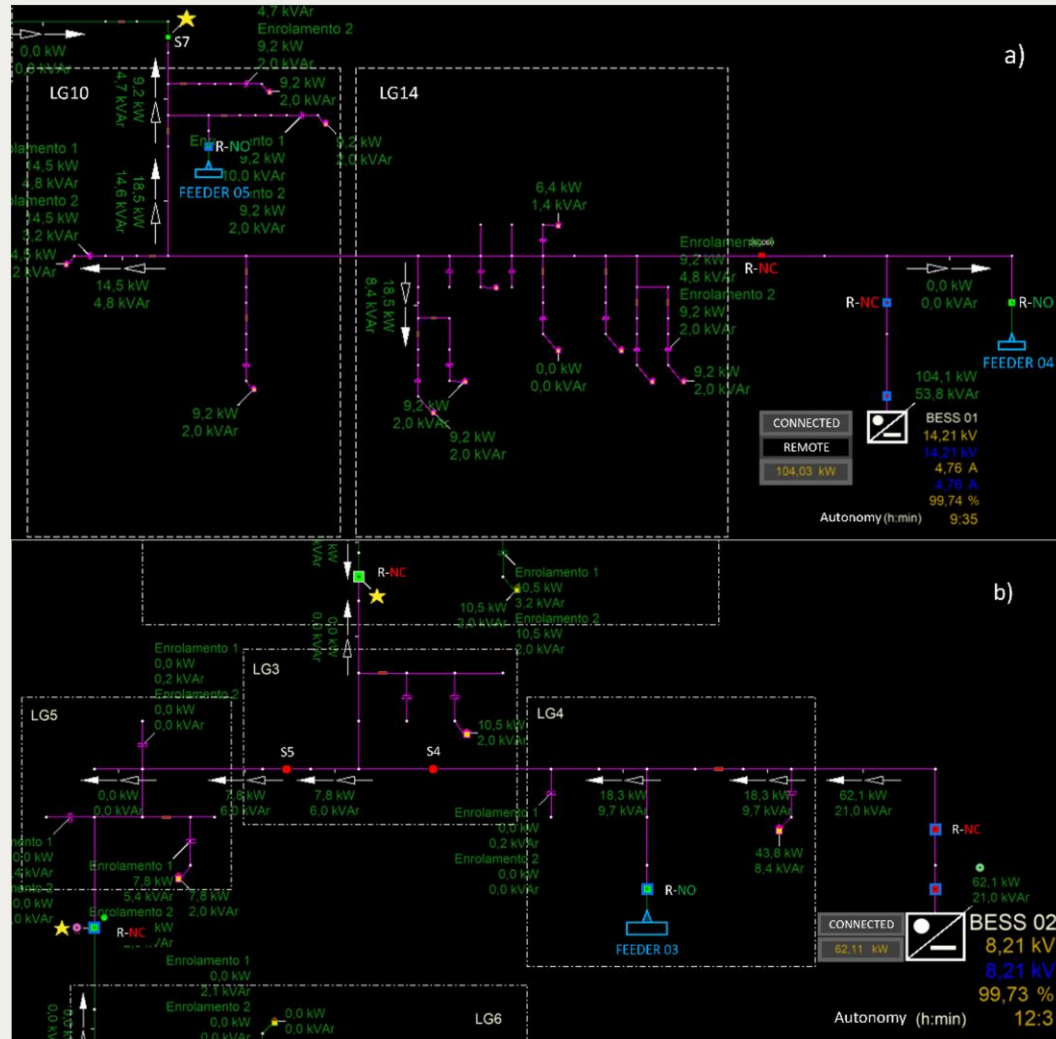 a)
4,7 kVAr
Enrolamento 2
9,2 kW
2,0 kVAr
S7
0,0 kW
LG10
LG14
9,2 kW
4,7 kVAr
9,2 kW
2,0 kVAr
9,2 kW
2,0 kVAr
R-NO
FEEDER 05
9,2 kW
10,0 kVAr
9,2 kW
2,0 kVAr
14,5 kW
4,8 kVAr
14,5 kW
18,5 kW
14,6 kVAr
14,5 kW
4,8 kVAr
6,4 kW
1,4 kVAr
9,2 kW
4,8 kVAr
Enrolamento 2
9,2 kW
2,0 kVAr
R-NC
R-NC
0,0 kW
0,0 kVAr
R-NO
FEEDER 04
18,5 kW
8,4 kVAr
0,0 kW
0,0 kVAr
9,2 kW
2,0 kVAr
9,2 kW
2,0 kVAr
9,2 kW
2,0 kVAr
9,2 kW
2,0 kVAr
104,1 kW
53,8 kVAr
CONNECTED
REMOTE
104,03 kW
BESS 01
14,21 kV
14,21 kV
4,76 A
4,76 A
99,74 %
Autonomy (h:min) 9:35
b)
kW
kVAr
R-NC
Enrolamento 1
10,5 kW
3,2 kVAr
10,5 kW
Enrolamento 2
10,5 kW
2,0 kVAr
0,0 kW
0,0 kVAr
Enrolamento 1
0,0 kW
0,2 kVAr
Enrolamento 2
0,0 kW
0,0 kVAr
LG3
LG5
LG4
10,5 kW
2,0 kVAr
S5
S4
0,0 kW
0,0 kVAr
7,8 kW
6,0 kVAr
7,8 kW
6,0 kVAr
18,3 kW
9,7 kVAr
18,3 kW
9,7 kVAr
62,1 kW
21,0 kVAr
Enrolamento 1
0,0 kW
0,2 kVAr
Enrolamento 2
0,0 kW
0,0 kVAr
43,8 kW
8,4 kVAr
Enrolamento 1
7,8 kW
5,4 kVAr
7,8 kW
2,0 kVAr
Enrolamento 2
R-NC
R-NO
FEEDER 03
R-NC
62,1 kW
21,0 kVAr
CONNECTED
62,11 kW
BESS 02
8,21 kV
8,21 kV
99,73 %
Autonomy (h:min) 12:3
Enrolamento 1
0,0 kW
2,1 kVAr
Enrolamento 2
0,0 kW
0,0 kVAr
0,0 kW
0,0 kVAr
LG6